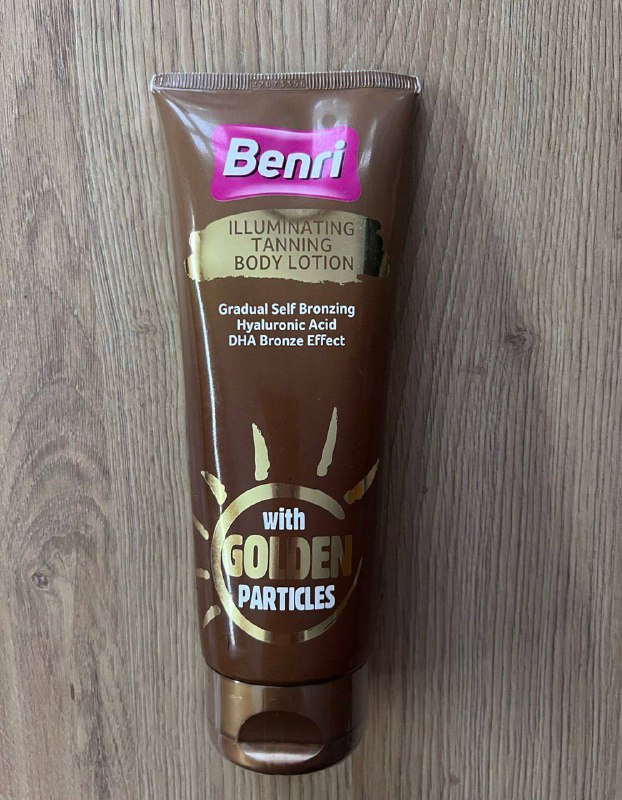 Benri
ILLUMINATING
TANNING
BODY LOTION
Gradual Self Bronzing
Hyaluronic Acid
DHA Bronze Effect
with
GOLDEN
PARTICLES